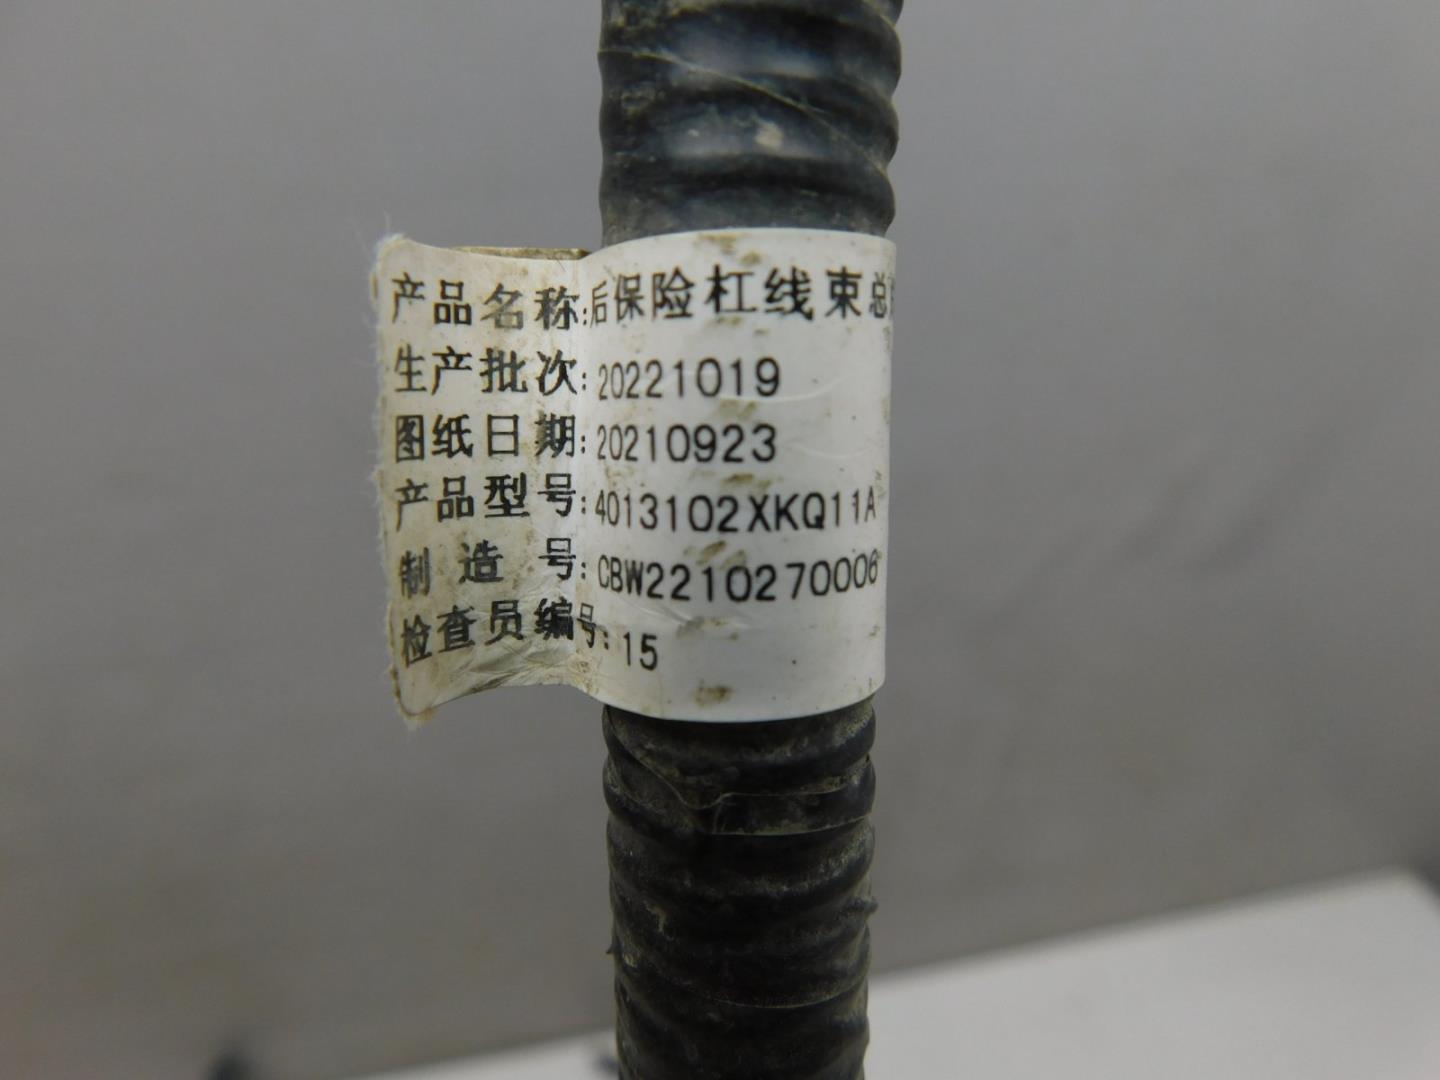 产品名称:后保险杠线束总
生产批次:20221019
图纸日期:20210923
产品型号:4013102XKQ11A
制造号:CBW2210270006
检查员编号:15